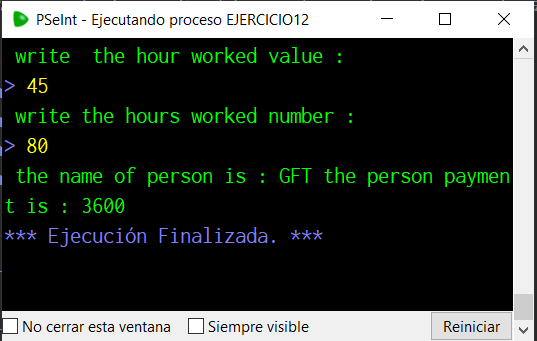 PSeInt - Ejecutando proceso EJERCICIO12
write  the hour worked value :
> 45
write the hours worked number :
> 80
the name of person is : GFT the person paymen
t is : 3600
*** Ejecución Finalizada. ***
No cerrar esta ventana Siempre visible Reiniciar